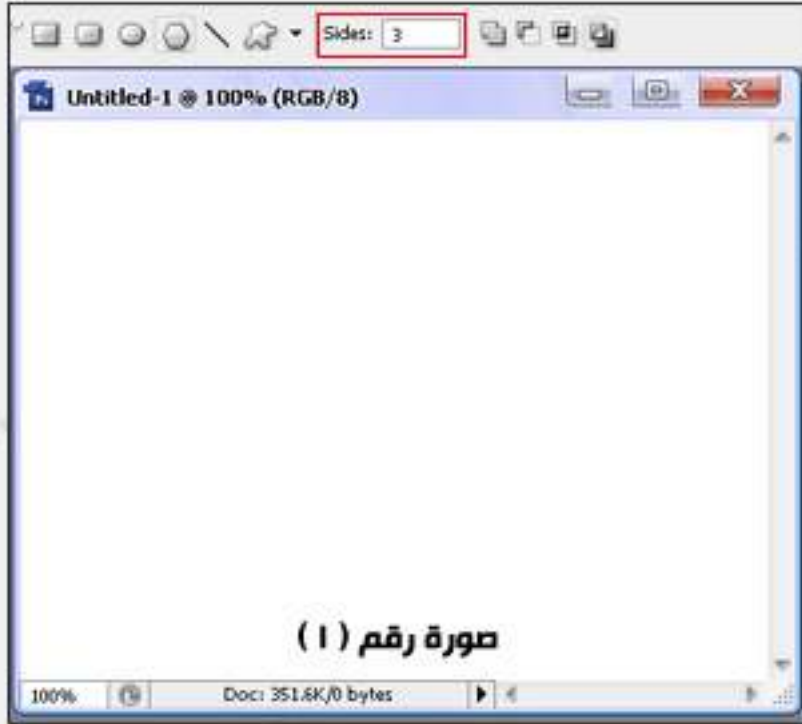 Sides: 3
Untitled-1 @ 100% (RGB/8)
صورة رقم ( ١ )
100% Doc: 351.6K/0 bytes